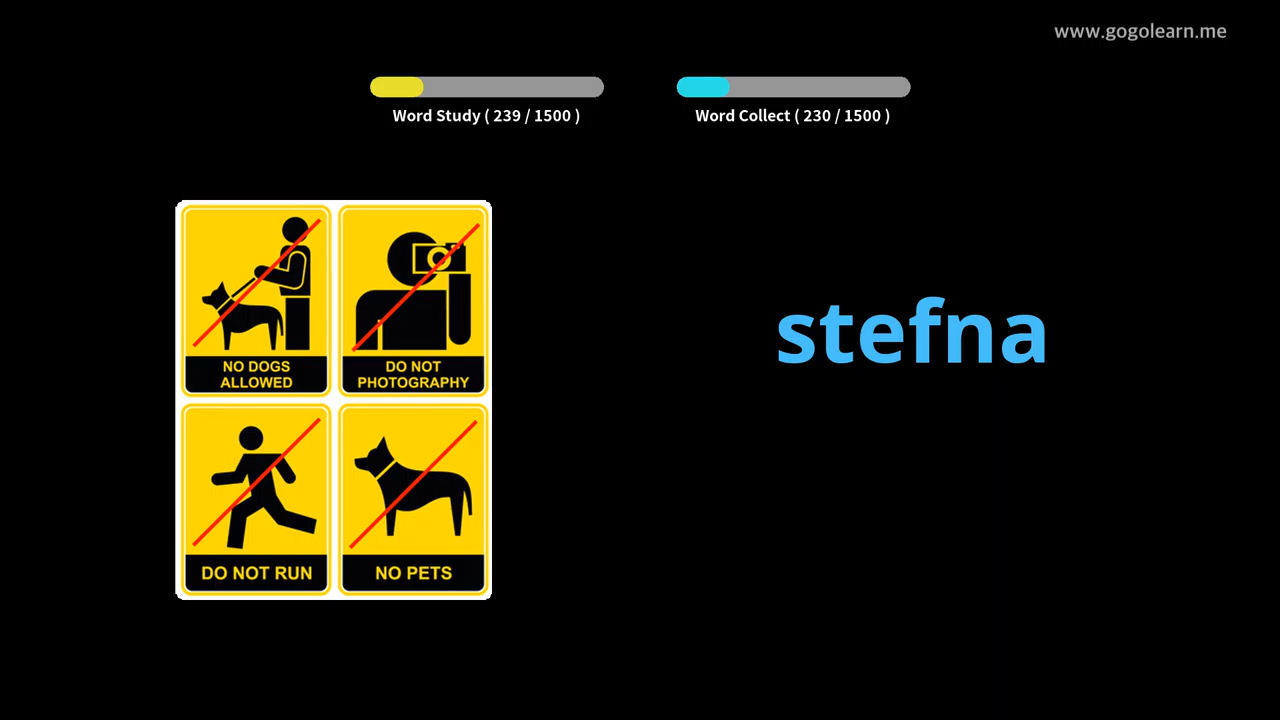 www.gogolearn.me
Word Study ( 239 / 1500 )
Word Collect ( 230 / 1500 )
NO DOGS
ALLOWED
DO NOT
PHOTOGRAPHY
stefna
DO NOT RUN
NO PETS